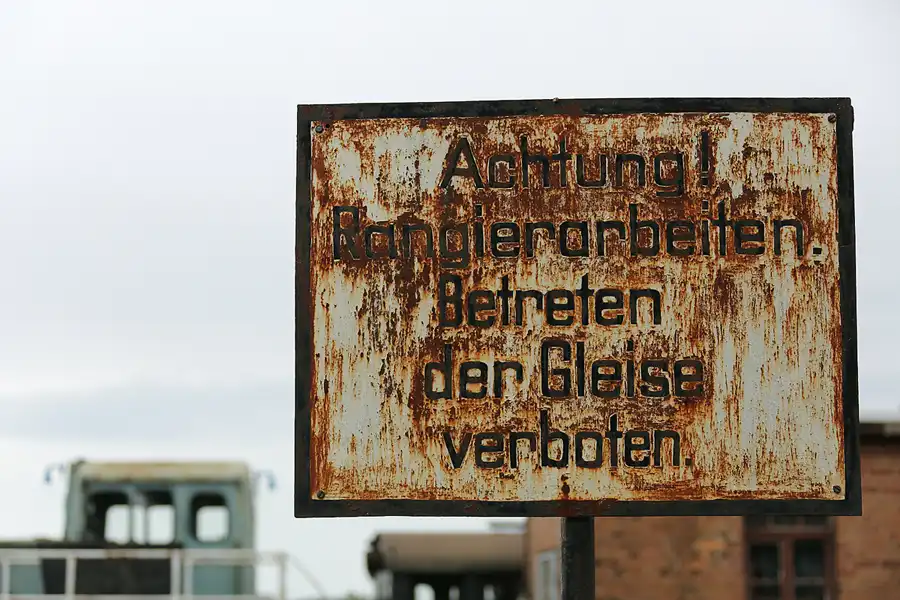 Achtung!
Rangierarbeiten.
Betreten
der Gleise
verboten.